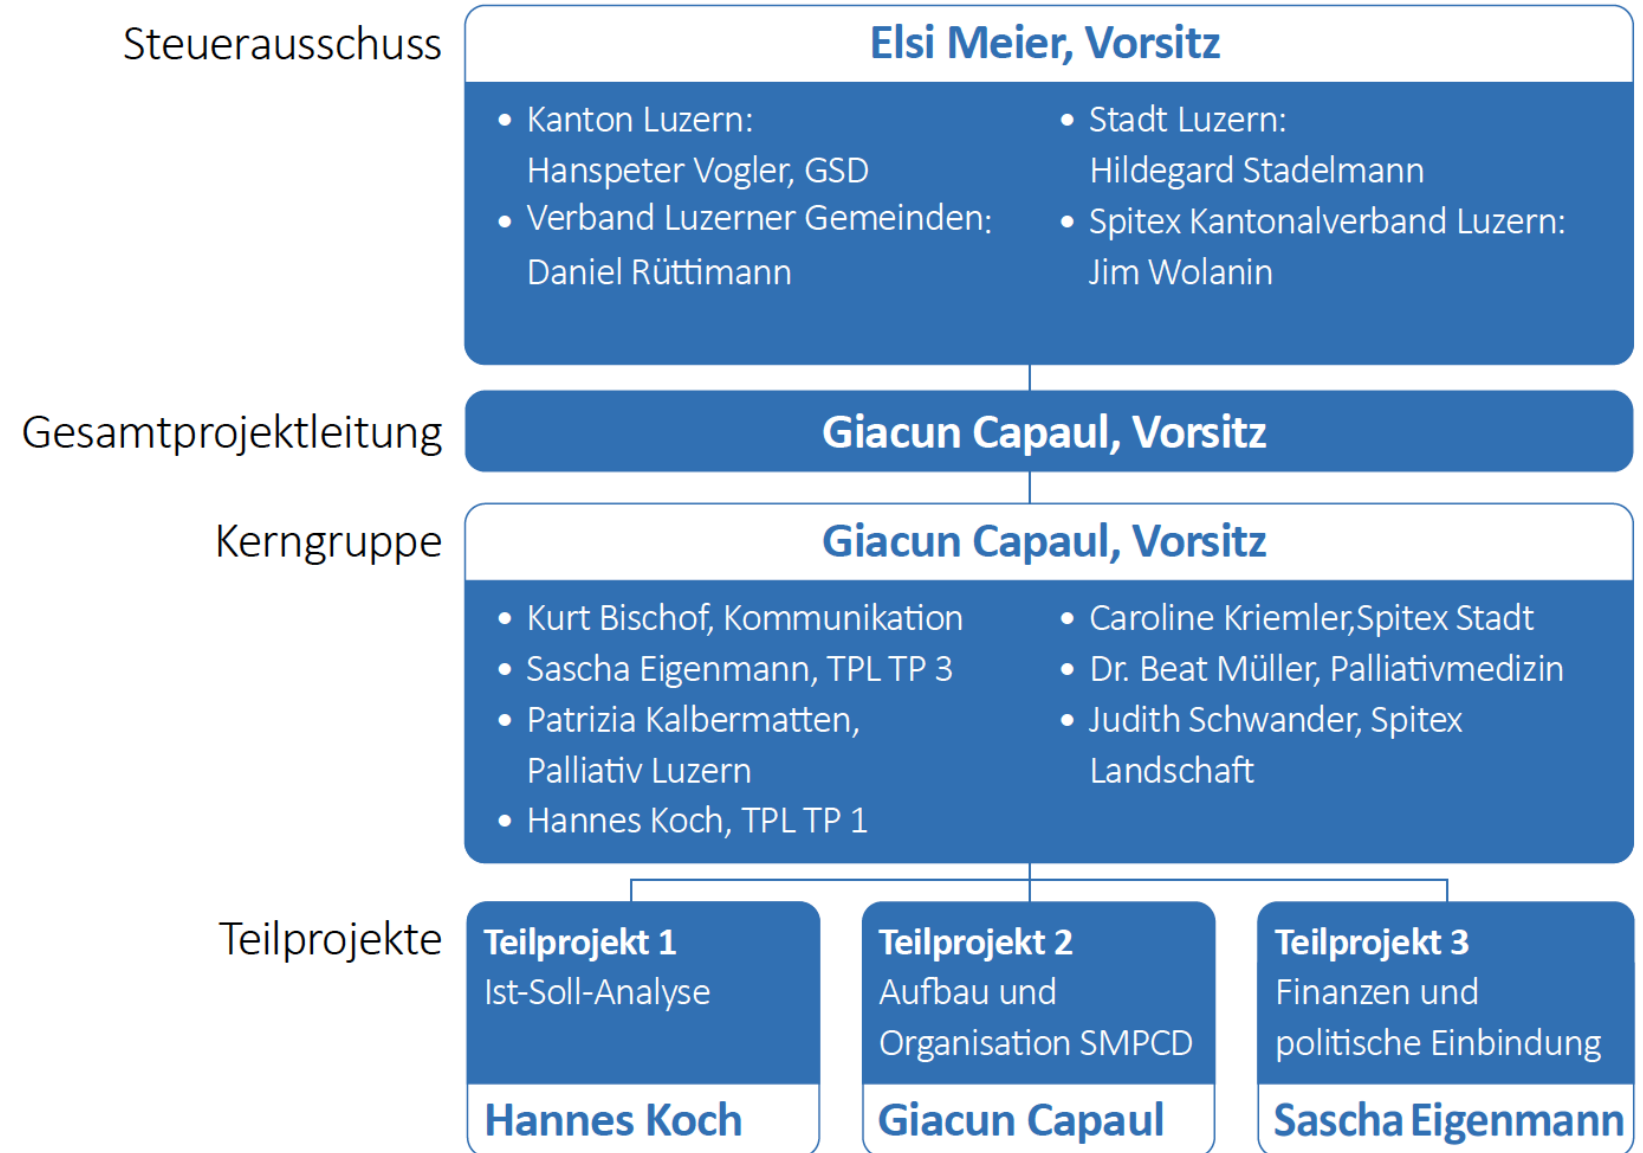 Steuerausschuss
Elsi Meier, Vorsitz
• Kanton Luzern:
Hanspeter Vogler, GSD
• Verband Luzerner Gemeinden:
Daniel Rüttimann
• Stadt Luzern:
Hildegard Stadelmann
• Spitex Kantonalverband Luzern:
Jim Wolanin
Gesamtprojektleitung
Giacun Capaul, Vorsitz
Kerngruppe
Giacun Capaul, Vorsitz
• Kurt Bischof, Kommunikation
• Sascha Eigenmann, TPL TP 3
• Patrizia Kalbermatten,
Palliativ Luzern
• Hannes Koch, TPL TP 1
• Caroline Kriemler,Spitex Stadt
• Dr. Beat Müller, Palliativmedizin
• Judith Schwander, Spitex
Landschaft
Teilprojekte
Teilprojekt 1
Ist-Soll-Analyse
Hannes Koch
Teilprojekt 2
Aufbau und
Organisation SMPCD
Giacun Capaul
Teilprojekt 3
Finanzen und
politische Einbindung
Sascha Eigenmann